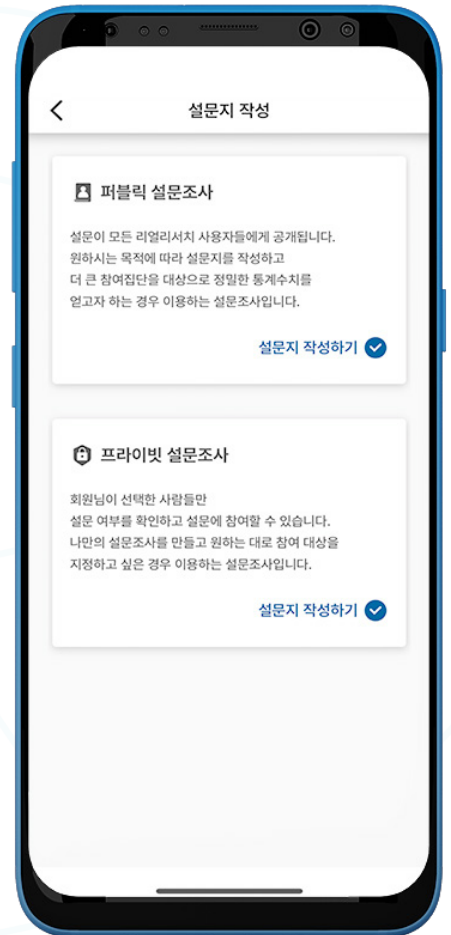 설문지 작성
퍼블릭 설문조사
설문이 모든 리얼리서치 사용자들에게 공개됩니다.
원하시는 목적에 따라 설문지를 작성하고
더 큰 참여집단을 대상으로 정밀한 통계수치를
얻고자 하는 경우 이용하는 설문조사입니다.
설문지 작성하기
프라이빗 설문조사
회원님이 선택한 사람들만
설문 여부를 확인하고 설문에 참여할 수 있습니다.
나만의 설문조사를 만들고 원하는 대로 참여 대상을
지정하고 싶은 경우 이용하는 설문조사입니다.
설문지 작성하기